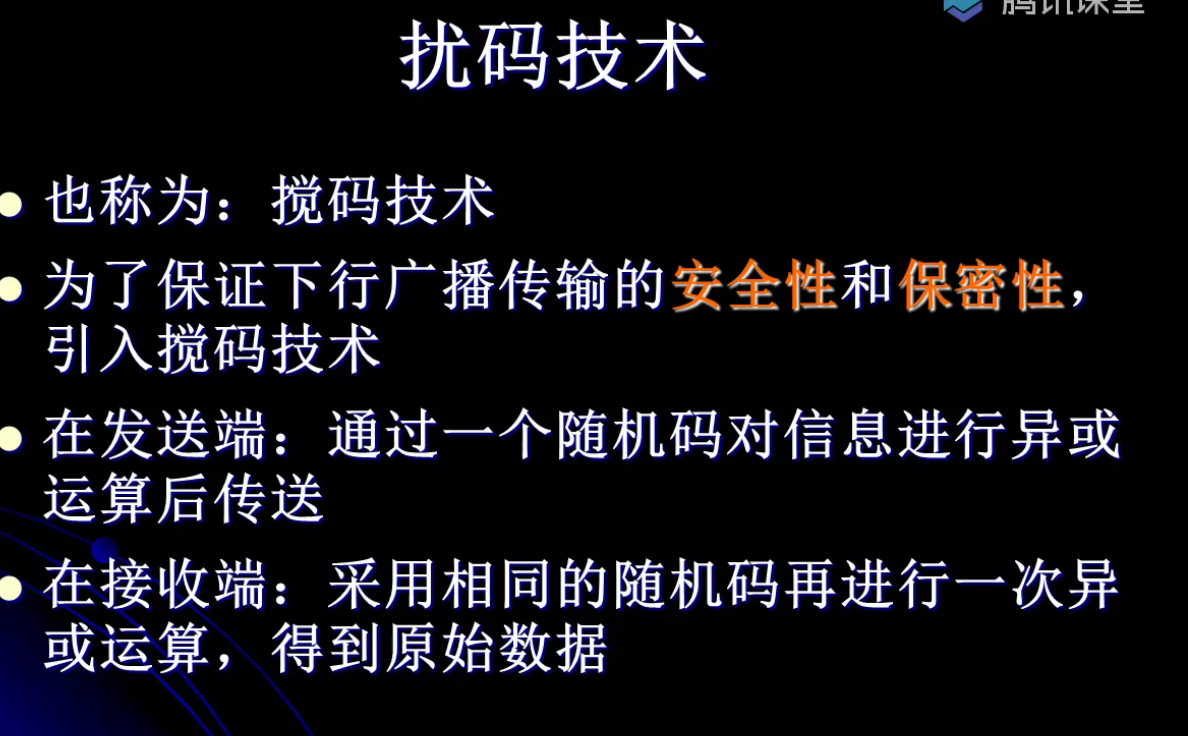 腾讯课堂
扰码技术
也称为：搅码技术
为了保证下行广播传输的安全性和保密性，
引入搅码技术
在发送端：通过一个随机码对信息进行异或
运算后传送
在接收端：采用相同的随机码再进行一次异
或运算，得到原始数据